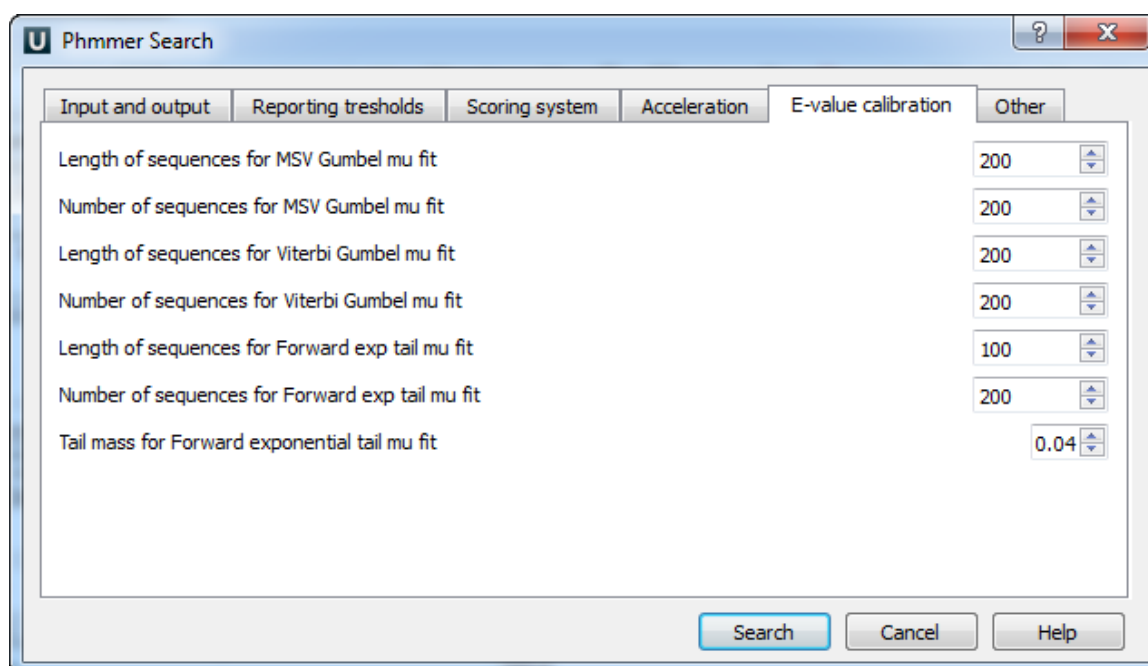 U Phmmer Search ?
Input and output Reporting tresholds Scoring system Acceleration E-value calibration Other
Length of sequences for MSV Gumbel mu fit 200
Number of sequences for MSV Gumbel mu fit 200
Length of sequences for Viterbi Gumbel mu fit 200
Number of sequences for Viterbi Gumbel mu fit 200
Length of sequences for Forward exp tail mu fit 100
Number of sequences for Forward exp tail mu fit 200
Tail mass for Forward exponential tail mu fit 0.04
Search Cancel Help